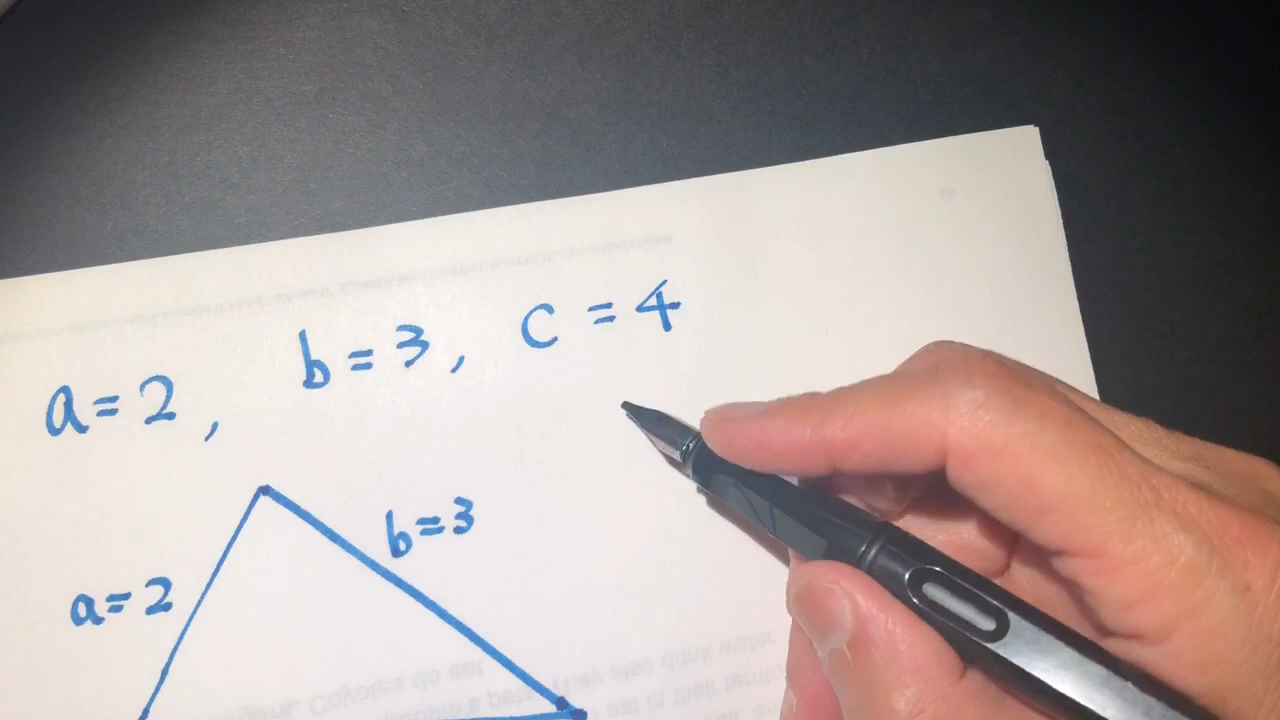 a=2, b=3, c=4
b=3
a=2